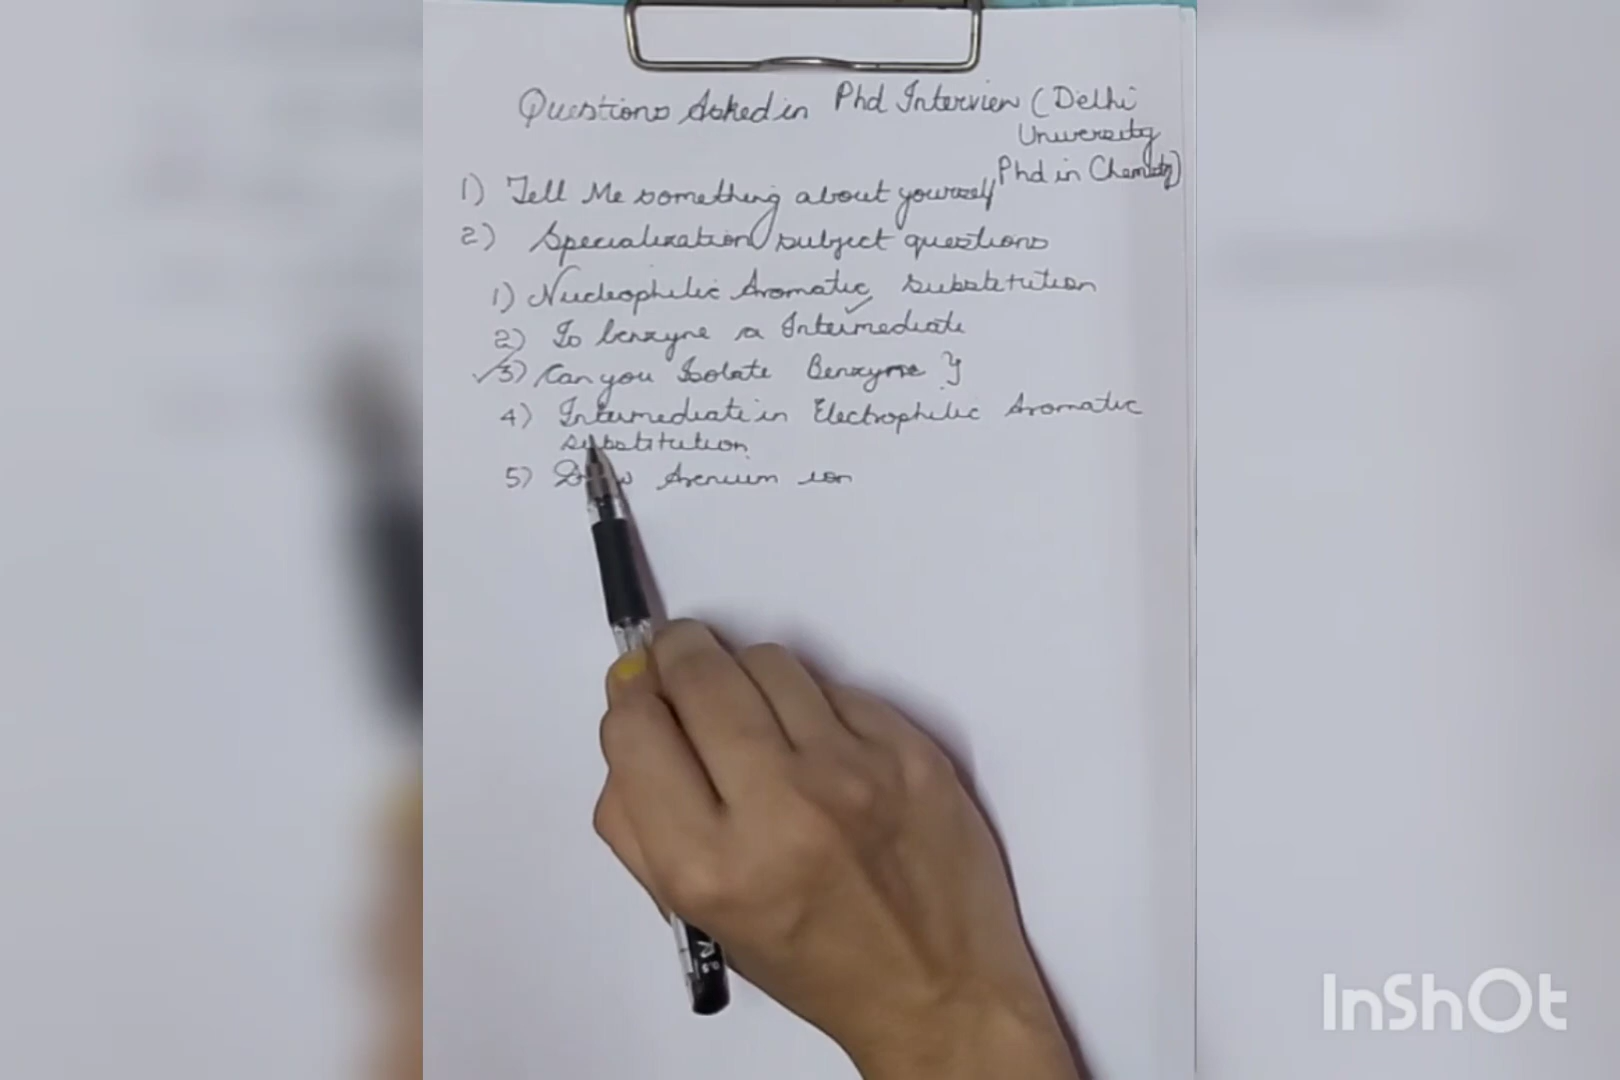 Questions Asked in Phd Interview (Delhi
University
Phd in Chemistry)
1) Tell Me something about yourself
2) Specialization subject questions
1) Nucleophilic Aromatic substitution
2) Is benzyne a Intermediate
3) Can you Isolate Benzyne ?
4) Intermediate in Electrophilic Aromatic
substitution
5) Draw Arenium ion
InShOt